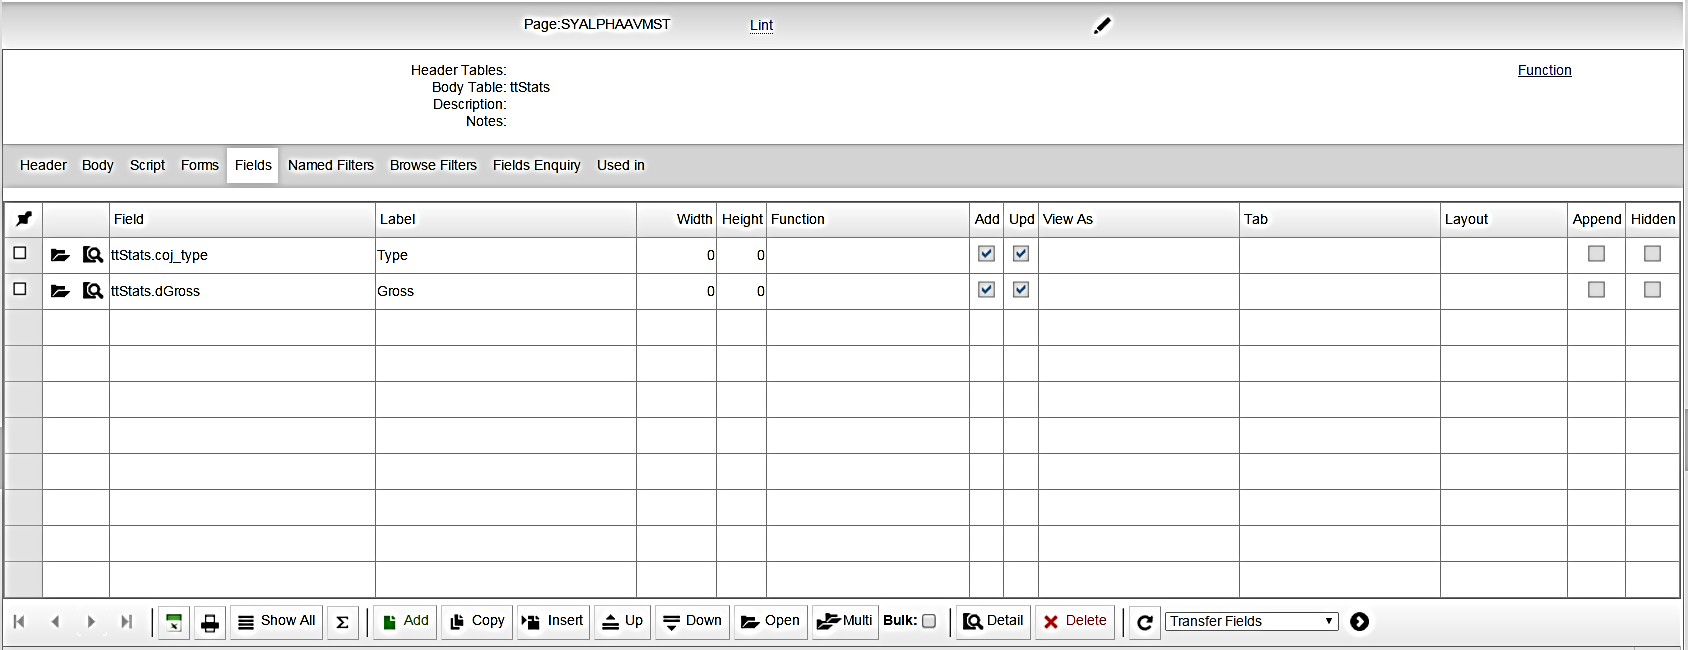 Page:SYALPHAAVMST Lint
Header Tables: Function
Body Table: ttStats
Description:
Notes:
Header Body Script Forms Fields Named Filters Browse Filters Fields Enquiry Used in
Field Label Width Height Function Add Upd View As Tab Layout Append Hidden
ttStats.coj_type Type 0 0
ttStats.dGross Gross 0 0
Show All Σ Add Copy Insert Up Down Open Multi Bulk: Detail Delete Transfer Fields